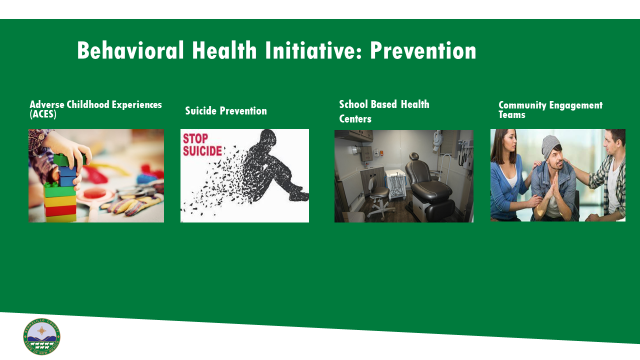 Behavioral Health Initiative: Prevention
Adverse Childhood Experiences
(ACES)
Suicide Prevention
School Based Health
Centers
Community Engagement
Teams
STOP
SUICIDE